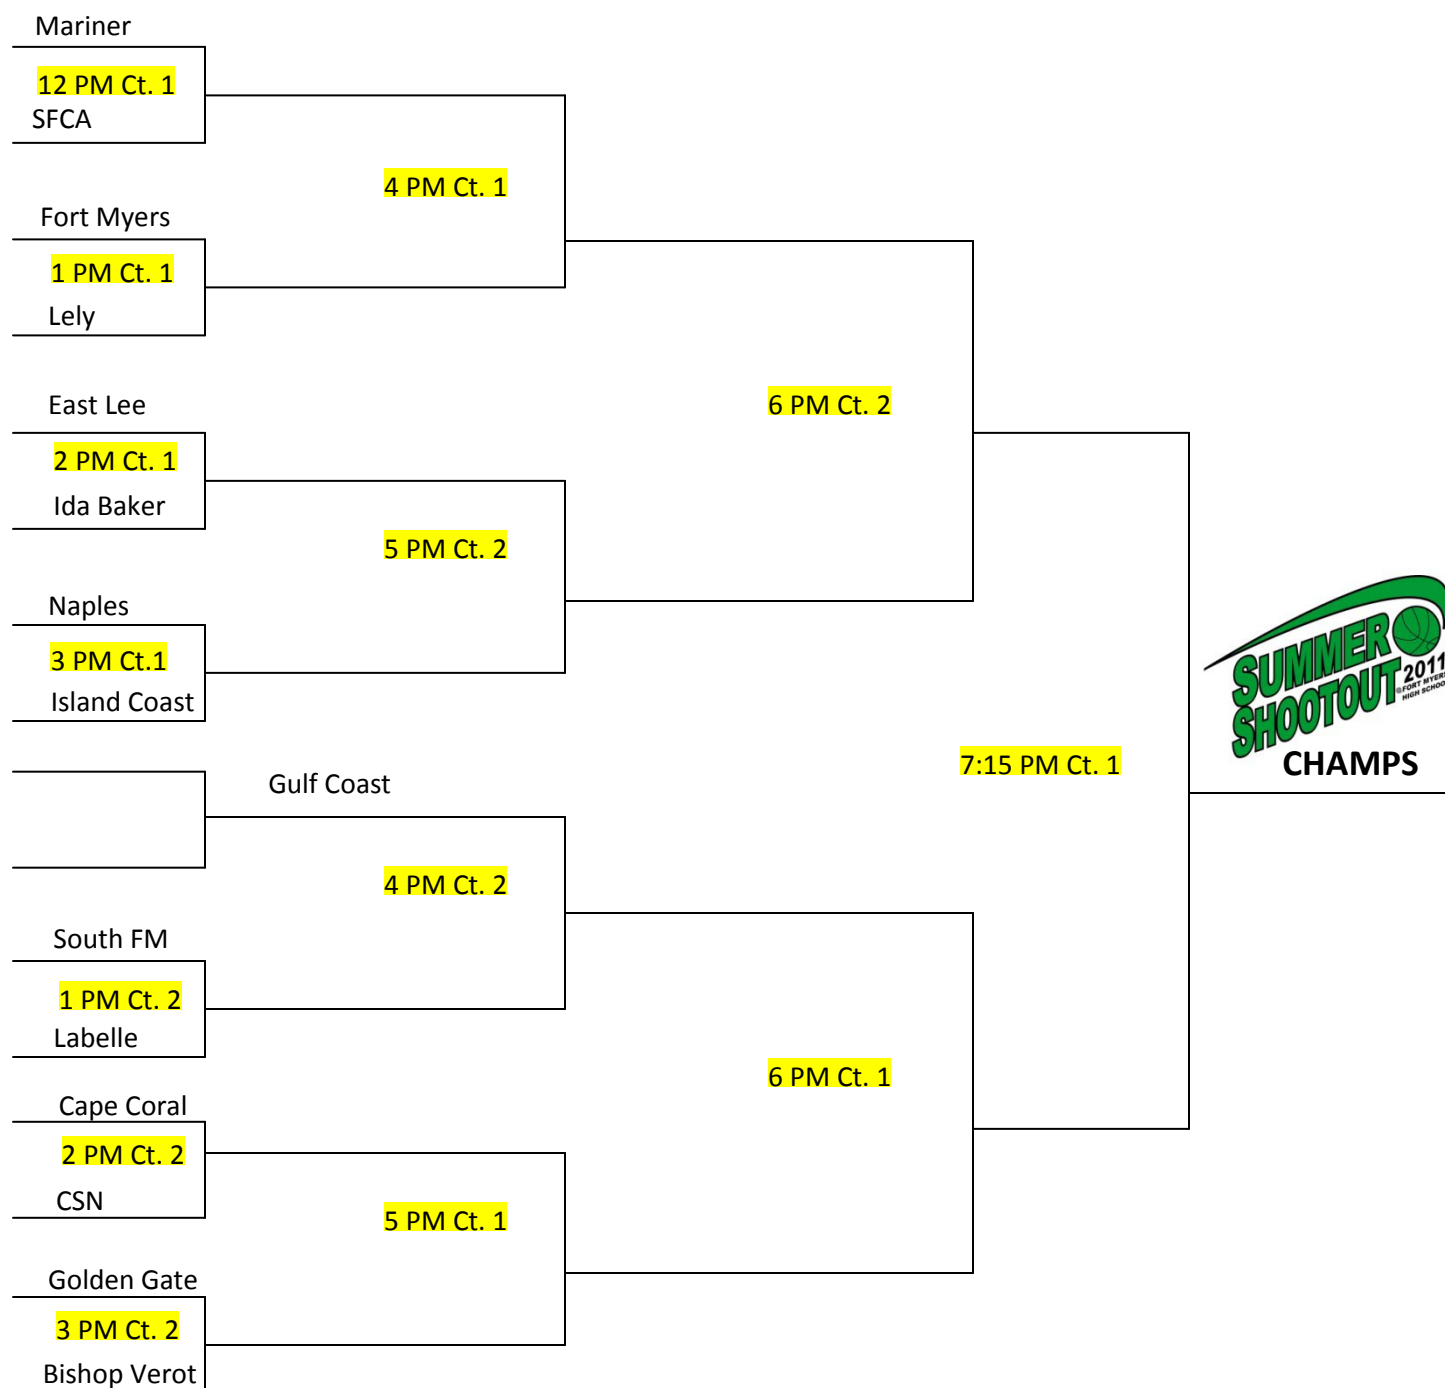 Mariner
12 PM Ct. 1
SFCA
4 PM Ct. 1
Fort Myers
1 PM Ct. 1
Lely
East Lee
6 PM Ct. 2
2 PM Ct. 1
Ida Baker
5 PM Ct. 2
Naples
3 PM Ct.1
Island Coast
SUMMER
SHOOTOUT
2011
@FORT MYERS
HIGH SCHOOL
CHAMPS
7:15 PM Ct. 1
Gulf Coast
4 PM Ct. 2
South FM
1 PM Ct. 2
Labelle
6 PM Ct. 1
Cape Coral
2 PM Ct. 2
CSN
5 PM Ct. 1
Golden Gate
3 PM Ct. 2
Bishop Verot